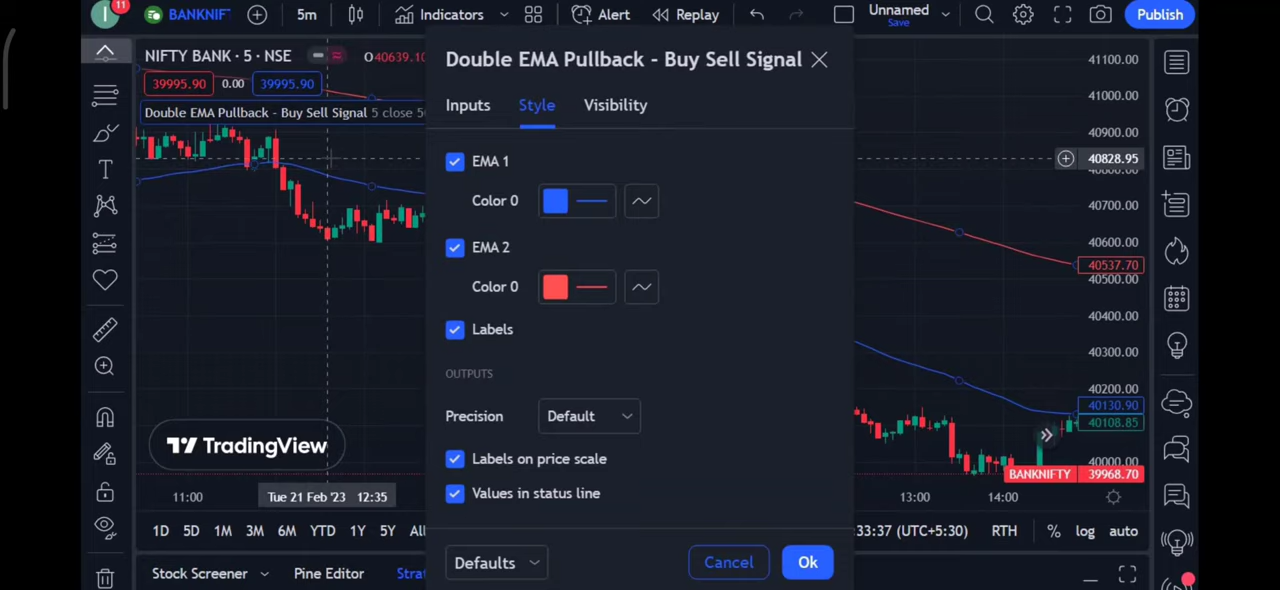 I 11 BANKNIF 5m Indicators Alert Replay Unnamed Save Publish
NIFTY BANK · 5 · NSE O40639.10
39995.90 0.00 39995.90
Double EMA Pullback - Buy Sell Signal 5 close 5
Double EMA Pullback - Buy Sell Signal
Inputs Style Visibility
EMA 1
Color 0
EMA 2
Color 0
Labels
OUTPUTS
Precision Default
Labels on price scale
Values in status line
Defaults Cancel Ok
41100.00
41000.00
40900.00
40828.95
40800.00
40700.00
40600.00
40537.70
40500.00
40400.00
40300.00
40200.00
40130.90
40108.85
40000.00
BANKNIFTY 39968.70
TradingView
11:00 Tue 21 Feb '23 12:35 13:00 14:00
1D 5D 1M 3M 6M YTD 1Y 5Y All :33:37 (UTC+5:30) RTH % log auto
Stock Screener Pine Editor Strat